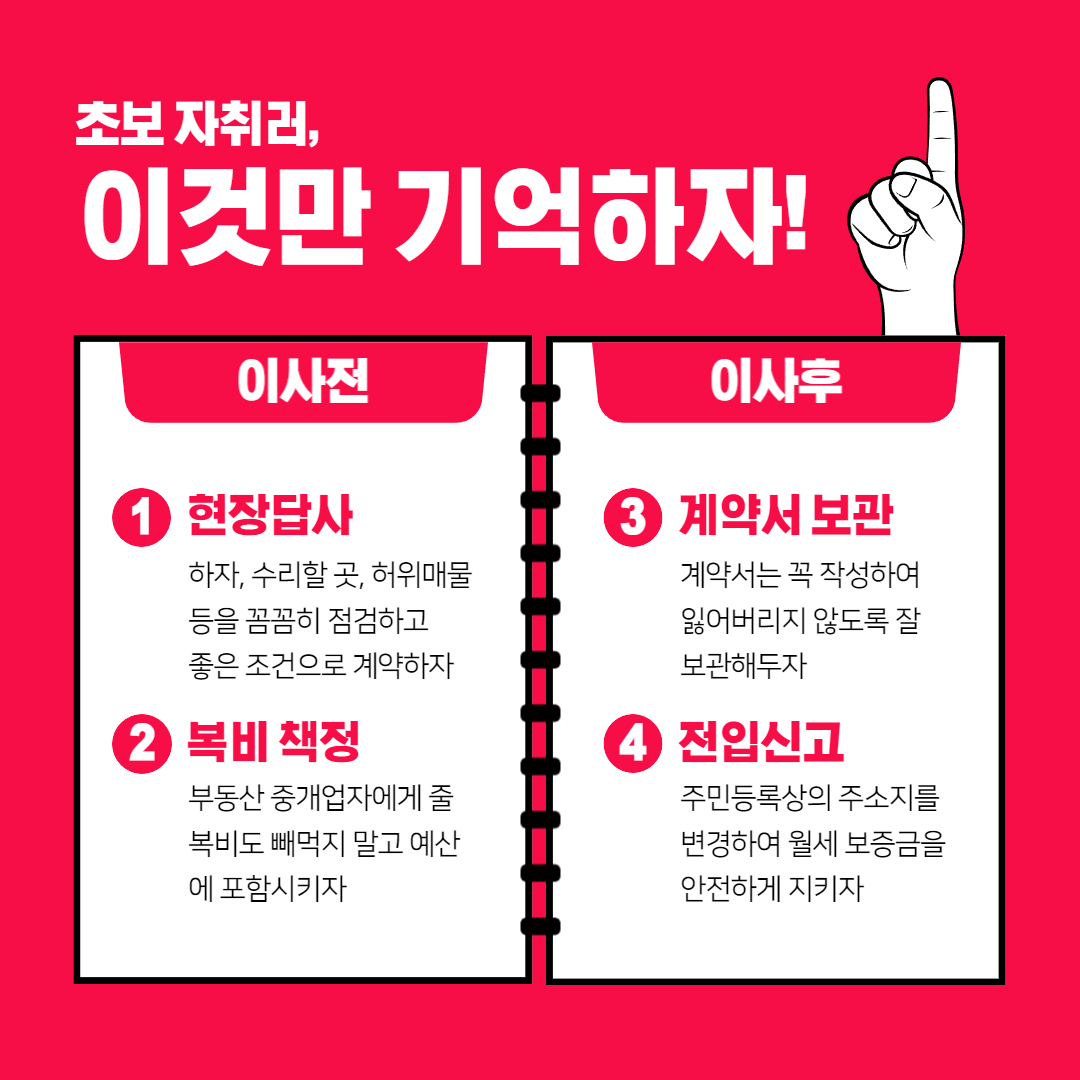 초보 자취러,
이것만 기억하자!
이사전
1 현장답사
하자, 수리할 곳, 허위매물
등을 꼼꼼히 점검하고
좋은 조건으로 계약하자
2 복비 책정
부동산 중개업자에게 줄
복비도 빼먹지 말고 예산
에 포함시키자
이사후
3 계약서 보관
계약서는 꼭 작성하여
잃어버리지 않도록 잘
보관해두자
4 전입신고
주민등록상의 주소지를
변경하여 월세 보증금을
안전하게 지키자